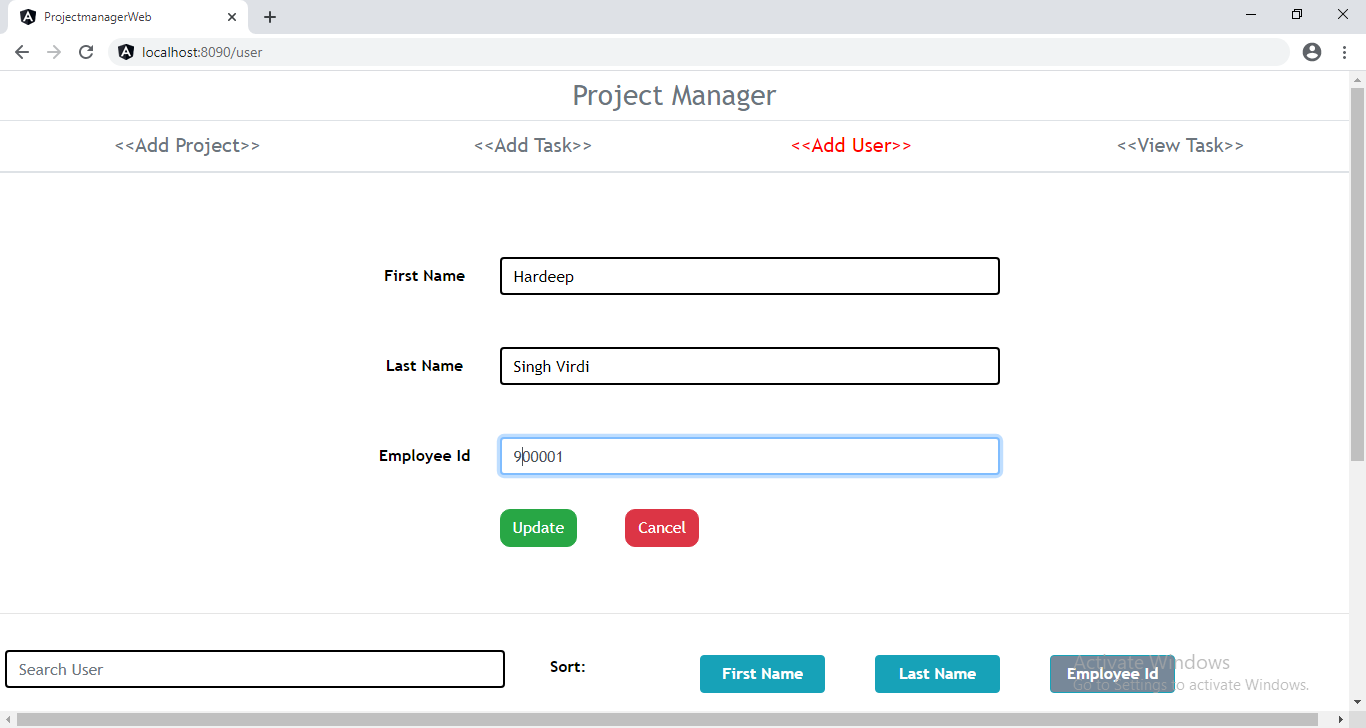 ProjectmanagerWeb
localhost:8090/user
Project Manager
<<Add Project>> <<Add Task>> <<Add User>> <<View Task>>
First Name Hardeep
Last Name Singh Virdi
Employee Id 900001
Update Cancel
Search User Sort: First Name Last Name Employee Id
Activate Windows
Go to Settings to activate Windows.